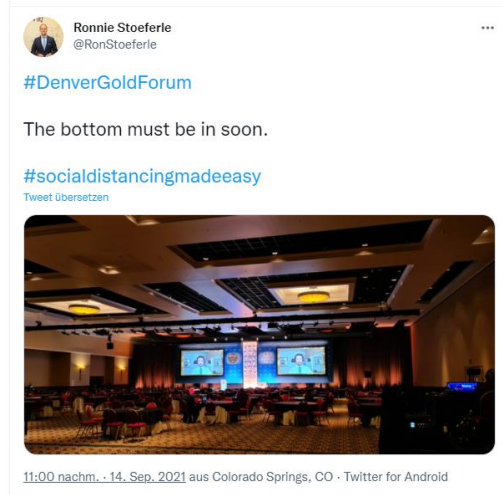 Ronnie Stoeferle
@RonStoeferle
#DenverGoldForum
The bottom must be in soon.
#socialdistancingmadeeasy
Tweet übersetzen
11:00 nachm. · 14. Sep. 2021 aus Colorado Springs, CO · Twitter for Android